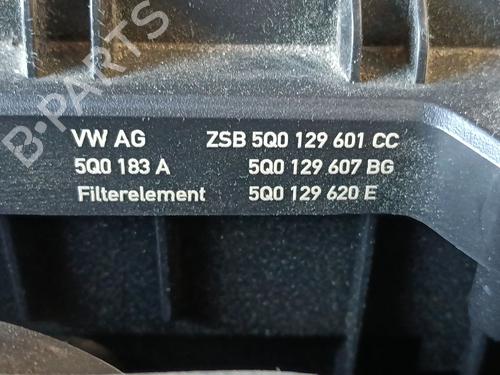 VW AG ZSB 5Q0 129 601 CC
5Q0 183 A 5Q0 129 607 BG
Filterelement 5Q0 129 620 E
B-PARTS